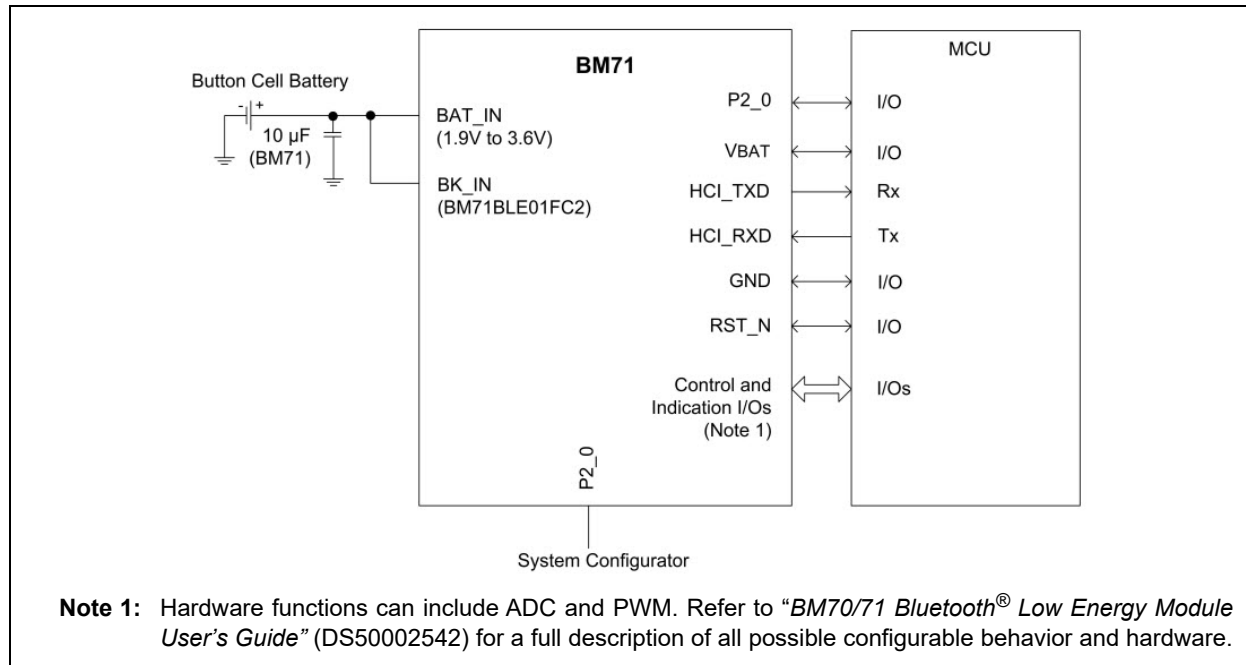 BM71
MCU
Button Cell Battery
- +
10 µF
(BM71)
BAT_IN
(1.9V to 3.6V)
BK_IN
(BM71BLE01FC2)
P2_0
I/O
VBAT
I/O
HCI_TXD
Rx
HCI_RXD
Tx
GND
I/O
RST_N
I/O
Control and
Indication I/Os
(Note 1)
I/Os
P2_0
System Configurator
Note 1: Hardware functions can include ADC and PWM. Refer to “BM70/71 Bluetooth® Low Energy Module
User’s Guide” (DS50002542) for a full description of all possible configurable behavior and hardware.